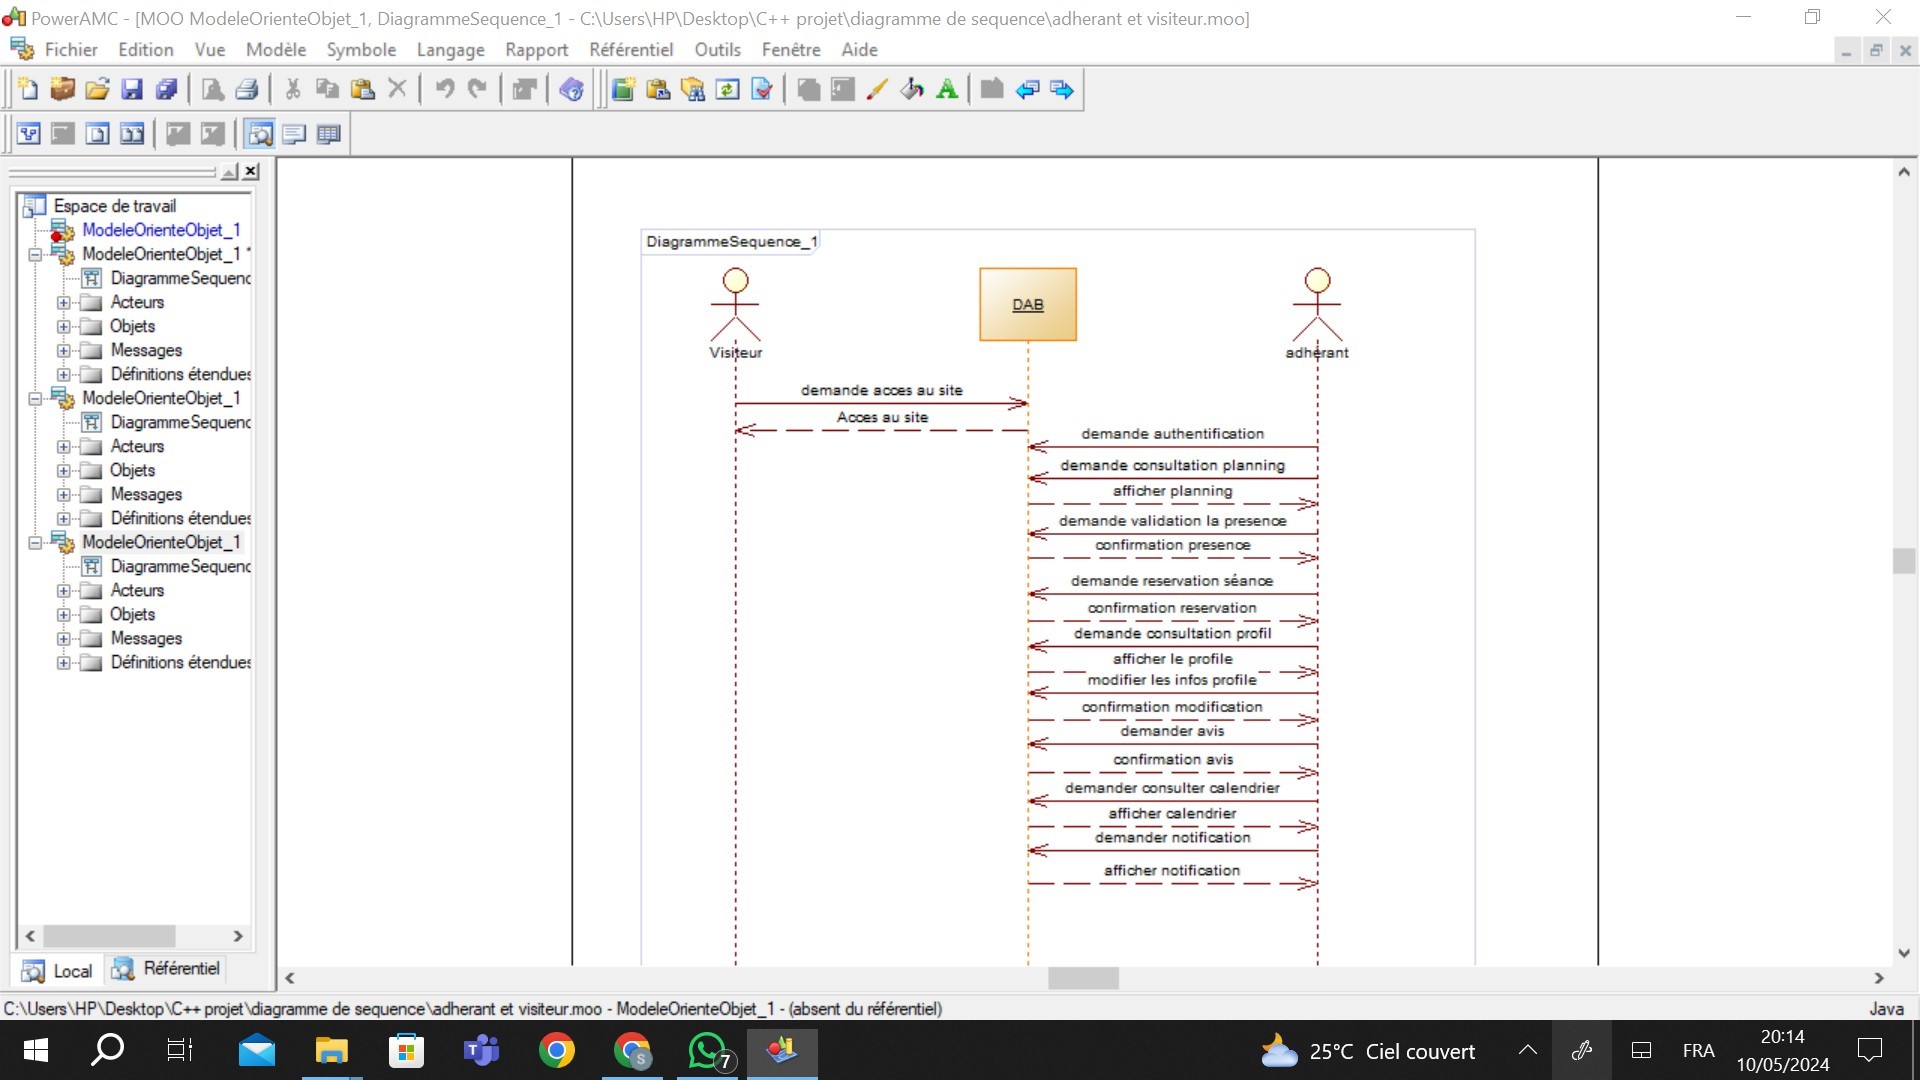 PowerAMC - [MOO ModeleOrienteObjet_1, DiagrammeSequence_1 - C:\Users\HP\Desktop\C++ projet\diagramme de sequence\adherant et visiteur.moo]
Fichier Edition Vue Modèle Symbole Langage Rapport Référentiel Outils Fenêtre Aide
Espace de travail
ModeleOrienteObjet_1
ModeleOrienteObjet_1 *
DiagrammeSequenc
Acteurs
Objets
Messages
Définitions étendues
ModeleOrienteObjet_1
DiagrammeSequenc
Acteurs
Objets
Messages
Définitions étendues
ModeleOrienteObjet_1
DiagrammeSequenc
Acteurs
Objets
Messages
Définitions étendues
Local Référentiel
DiagrammeSequence_1
Visiteur
DAB
adhérant
demande acces au site
Acces au site
demande authentification
demande consultation planning
afficher planning
demande validation la presence
confirmation presence
demande reservation séance
confirmation reservation
demande consultation profil
afficher le profile
modifier les infos profile
confirmation modification
demander avis
confirmation avis
demander consulter calendrier
afficher calendrier
demander notification
afficher notification
C:\Users\HP\Desktop\C++ projet\diagramme de sequence\adherant et visiteur.moo - ModeleOrienteObjet_1 - (absent du référentiel)
Java
7
25°C Ciel couvert
FRA
20:14
10/05/2024